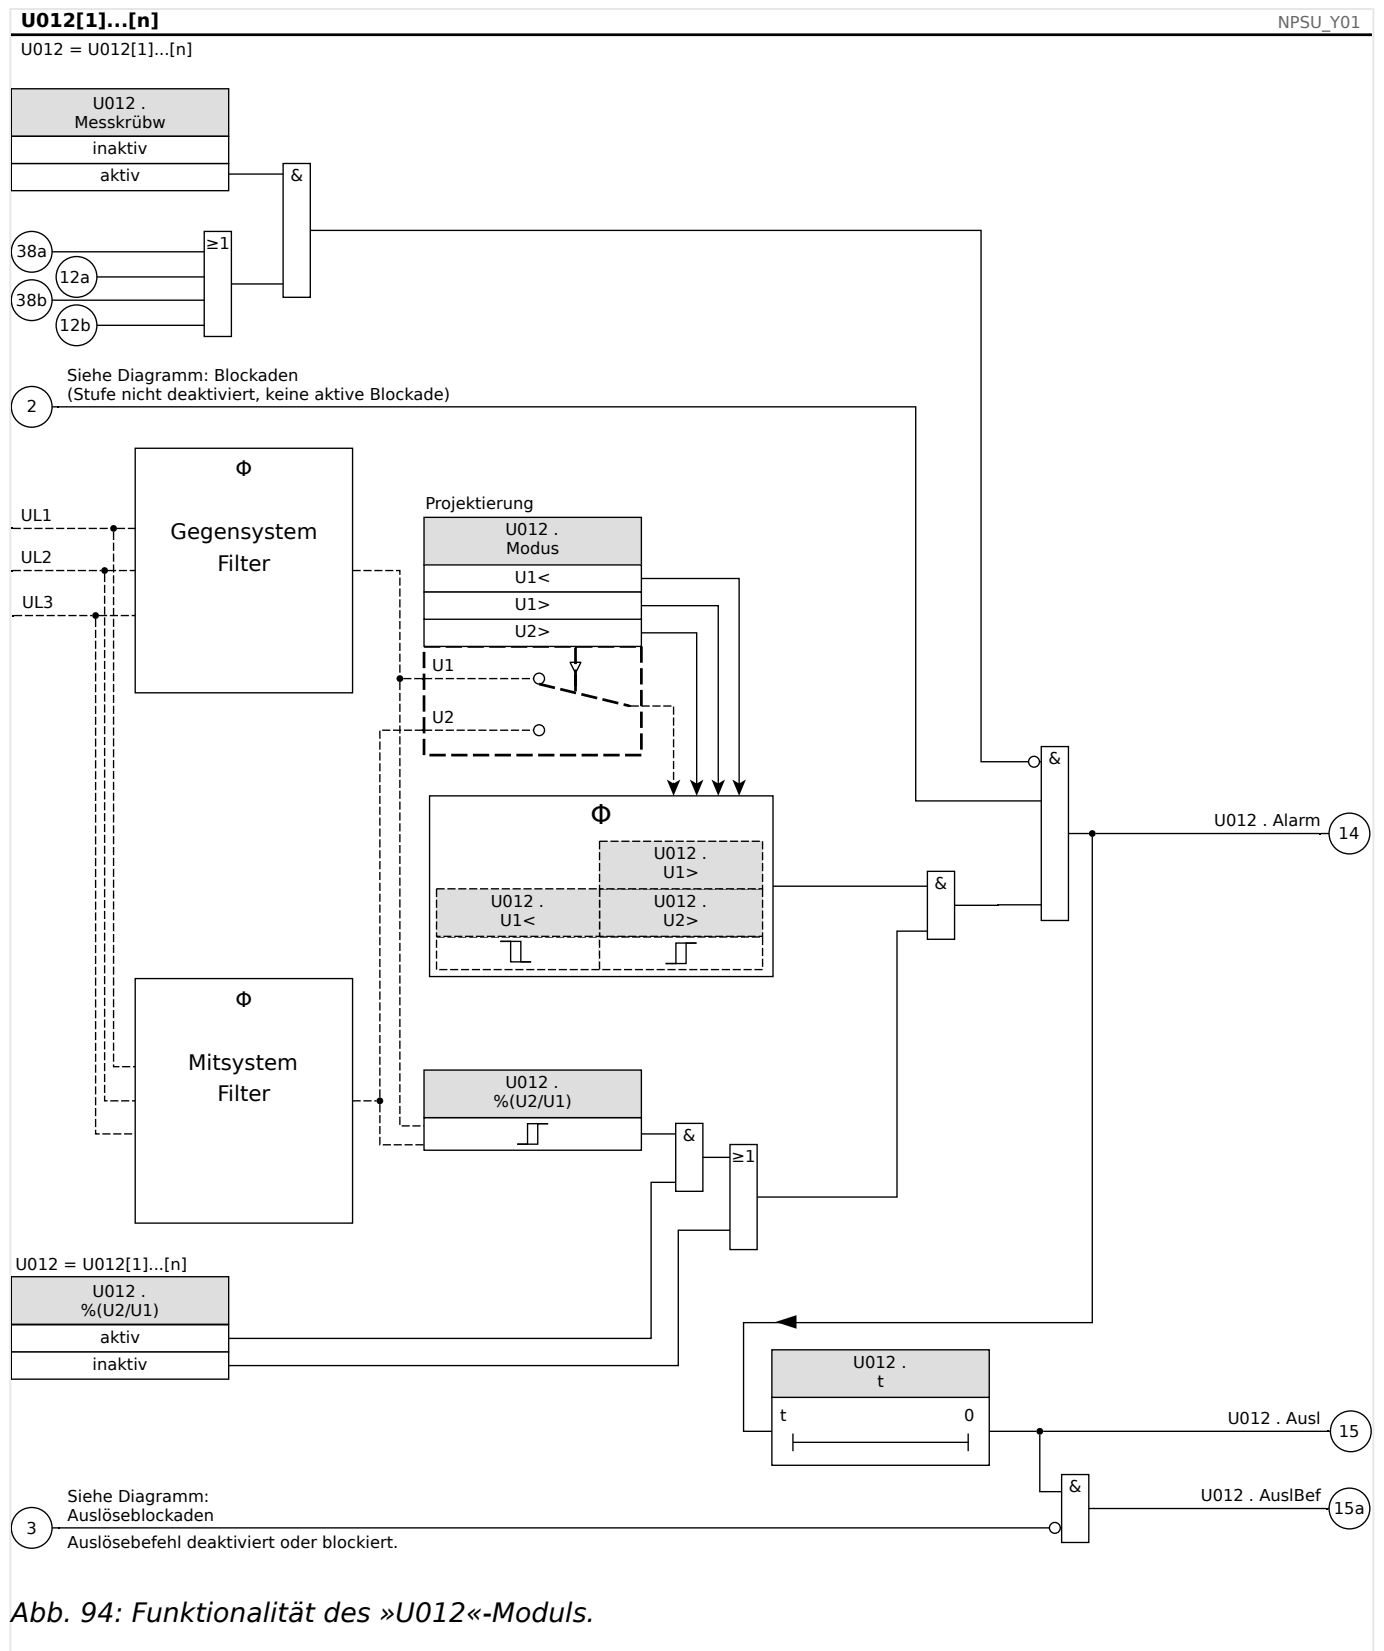 U012[1]...[n]
NPSU_Y01
U012 = U012[1]...[n]
U012 .
Messkrübw
inaktiv
aktiv
&
≥1
38a
12a
38b
12b
Siehe Diagramm: Blockaden
(Stufe nicht deaktiviert, keine aktive Blockade)
2
Φ
Gegensystem
Filter
UL1
UL2
UL3
Projektierung
U012 .
Modus
U1<
U1>
U2>
U1
U2
&
Φ
U012 .
U1>
U012 .
U1<
U012 .
U2>
&
U012 . Alarm
14
Φ
Mitsystem
Filter
U012 .
%(U2/U1)
&
≥1
U012 = U012[1]...[n]
U012 .
%(U2/U1)
aktiv
inaktiv
U012 .
t
t
0
U012 . Ausl
15
&
U012 . AuslBef
15a
Siehe Diagramm:
Auslöseblockaden
3
Auslösebefehl deaktiviert oder blockiert.
Abb. 94: Funktionalität des »U012«-Moduls.